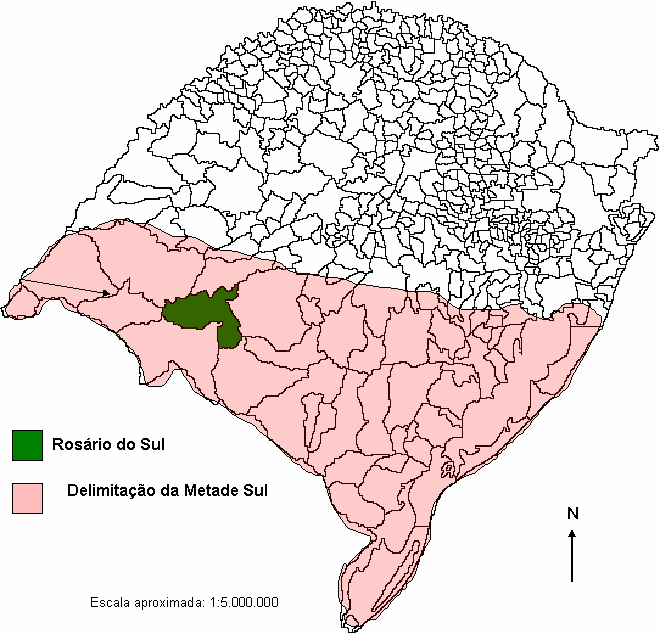 Rosário do Sul
Delimitação da Metade Sul
N
Escala aproximada: 1:5.000.000